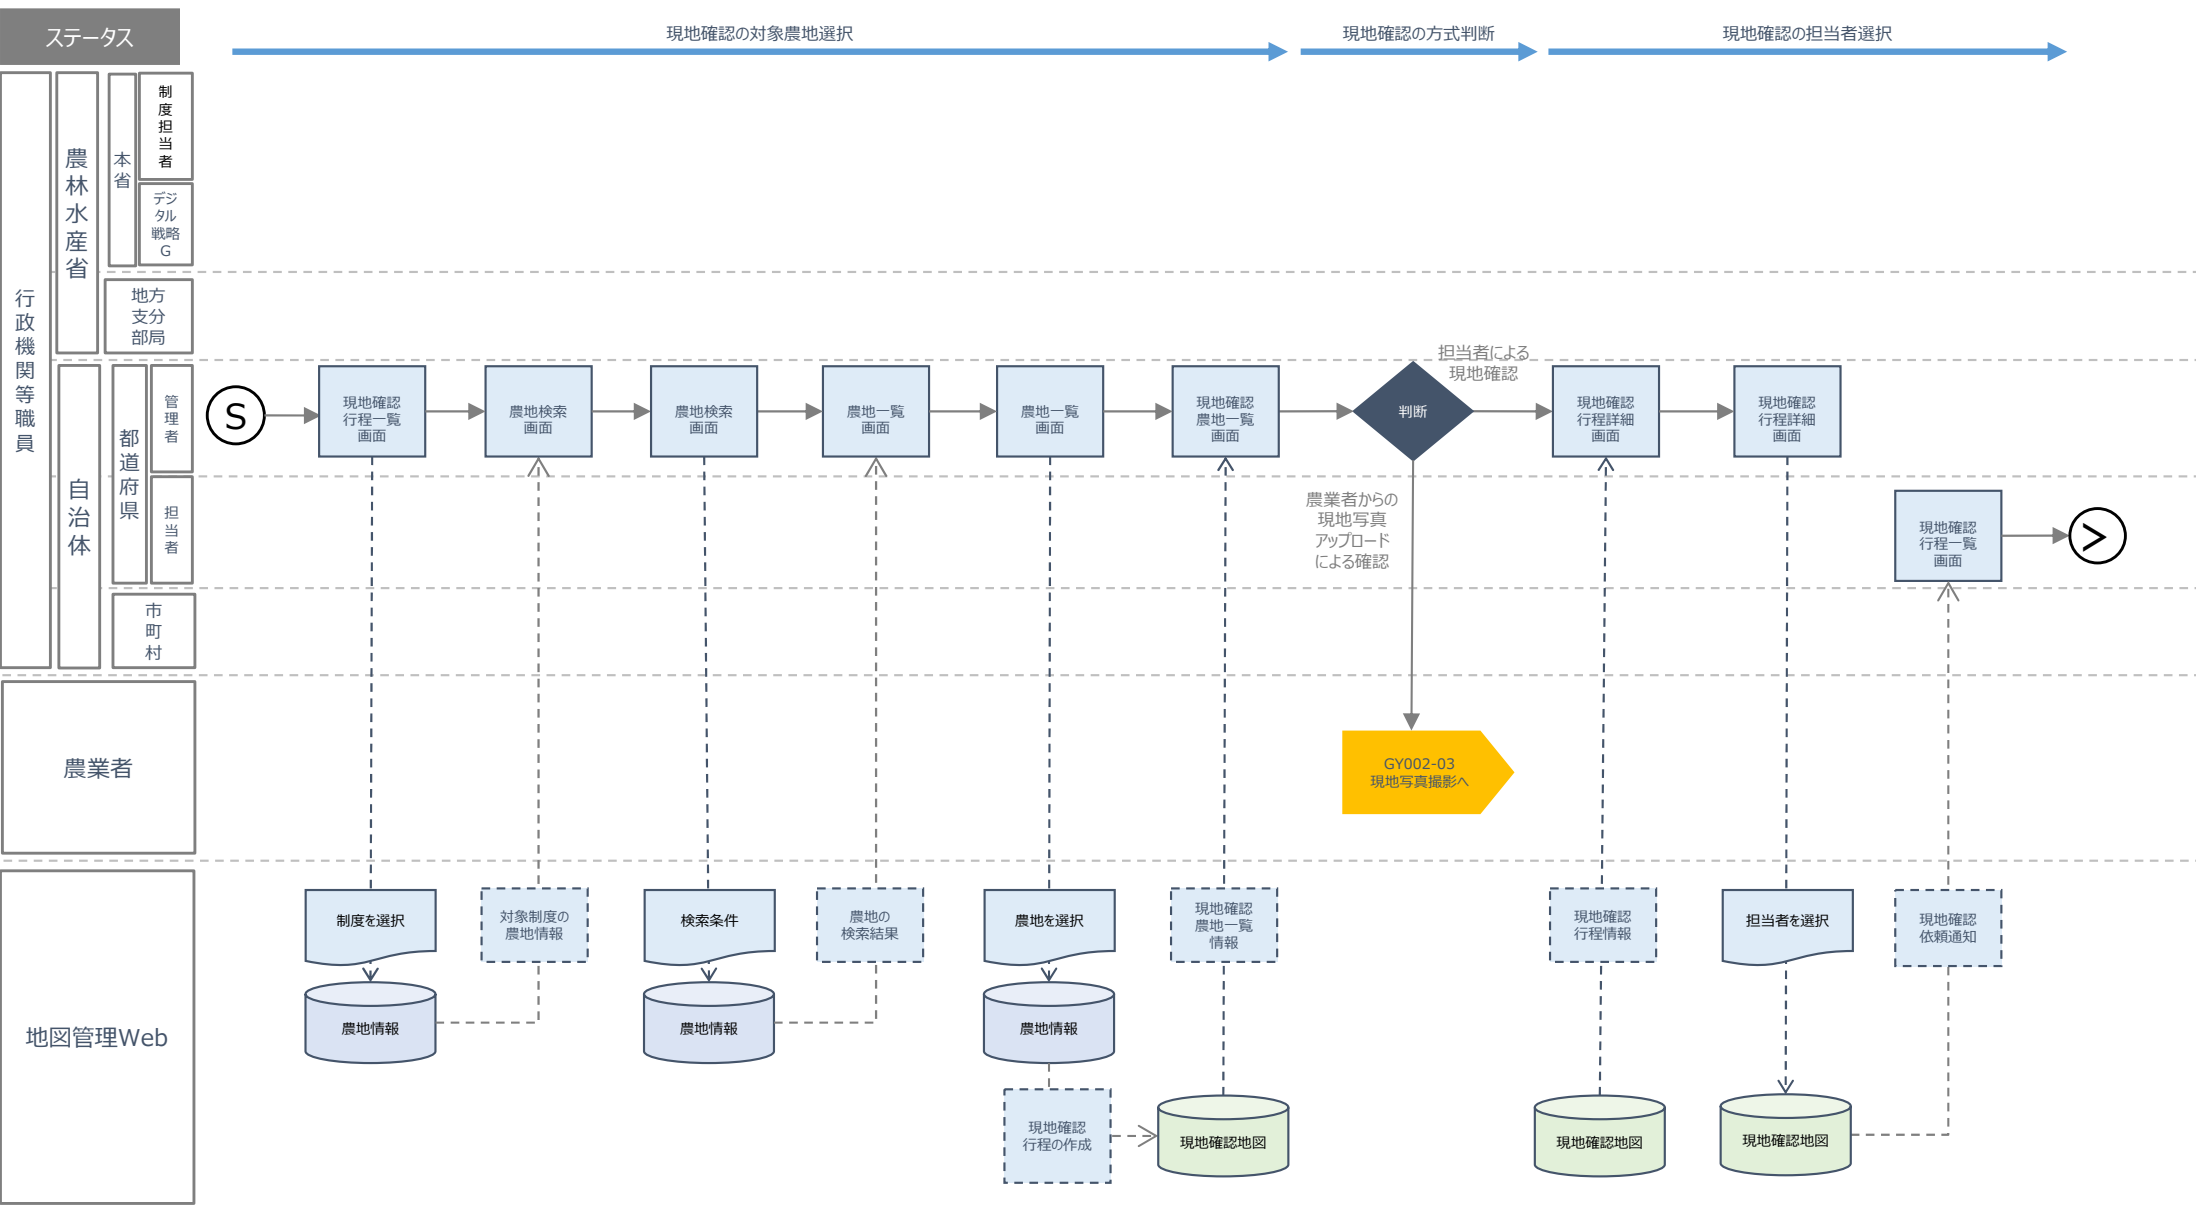 ステータス
現地確認の対象農地選択
現地確認の方式判断
現地確認の担当者選択
行政機関等職員
農林水産省
本省
制度担当者
デジ
タル
戦略
G
地方
支分
部局
自治体
都道府県
管理者
担当者
市町村
農業者
地図管理Web
S
現地確認
行程一覧
画面
農地検索
画面
農地検索
画面
農地一覧
画面
農地一覧
画面
現地確認
農地一覧
画面
判断
担当者による
現地確認
現地確認
行程詳細
画面
現地確認
行程詳細
画面
農業者からの
現地写真
アップロード
による確認
現地確認
行程一覧
画面
>
GY002-03
現地写真撮影へ
制度を選択
対象制度の
農地情報
検索条件
農地の
検索結果
農地を選択
現地確認
農地一覧
情報
現地確認
行程情報
担当者を選択
現地確認
依頼通知
農地情報
農地情報
農地情報
現地確認
行程の作成
現地確認地図
現地確認地図
現地確認地図